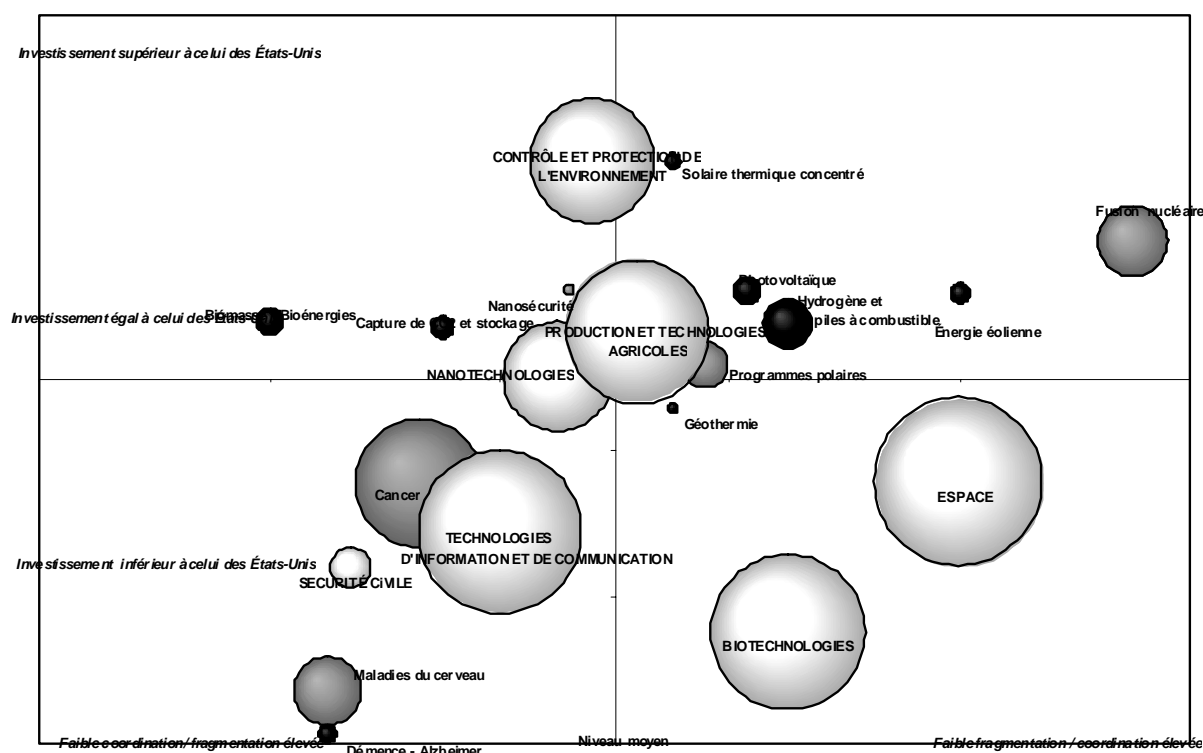 Investissement supérieur à celui des États-Unis
CONTRÔLE ET PROTECTION DE
L'ENVIRONNEMENT
Solaire thermique concentré
Fusion nucléaire
Photovoltaïque
Nanosécurité
Hydrogène et
piles à combustible
Énergie éolienne
Investissement égal à celui des États-
Biomasse Bioénergies
Capture de CO2 et stockage
PRODUCTION ET TECHNOLOGIES
AGRICOLES
NANOTECHNOLOGIES
Programmes polaires
Géothermie
Cancer
ESPACE
TECHNOLOGIES
D'INFORMATION ET DE COMMUNICATION
Investissement inférieur à celui des États-Unis
SECURITÉ CiVILE
BIOTECHNOLOGIES
Maladies du cerveau
Faible coordination/ fragmentation élevée
Démence - Alzheimer
Niveau moyen
Faible fragmentation / coordination élevée